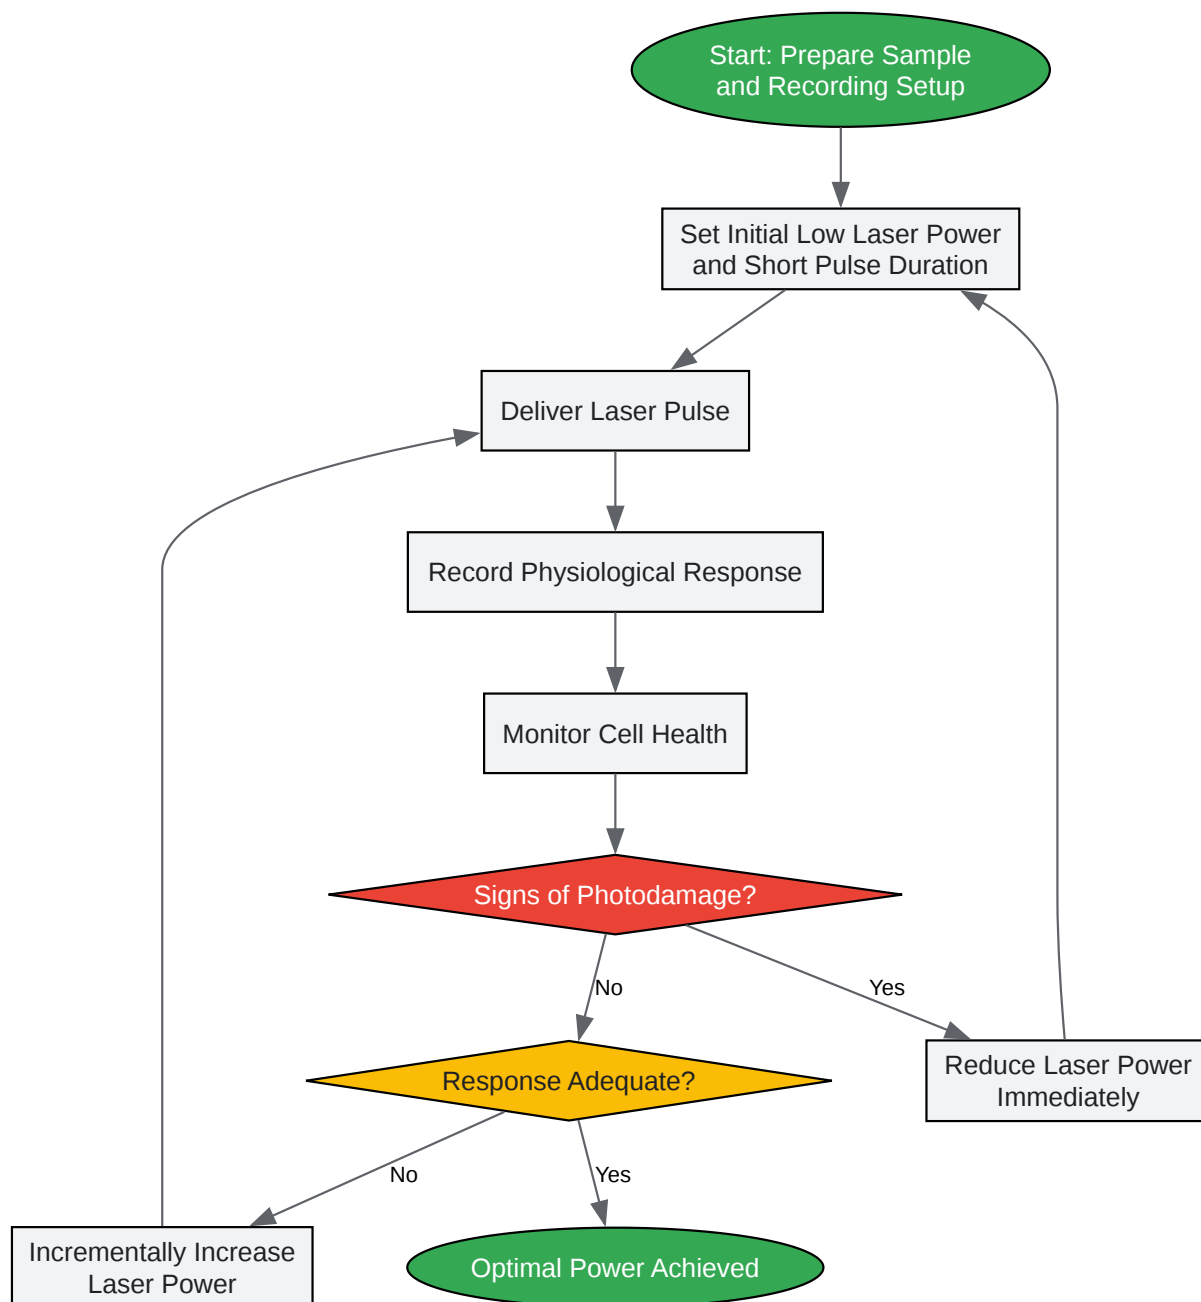 Start: Prepare Sample
and Recording Setup
Set Initial Low Laser Power
and Short Pulse Duration
Deliver Laser Pulse
Record Physiological Response
Monitor Cell Health
Signs of Photodamage?
No
Yes
Response Adequate?
Reduce Laser Power
Immediately
No
Yes
Incrementally Increase
Laser Power
Optimal Power Achieved